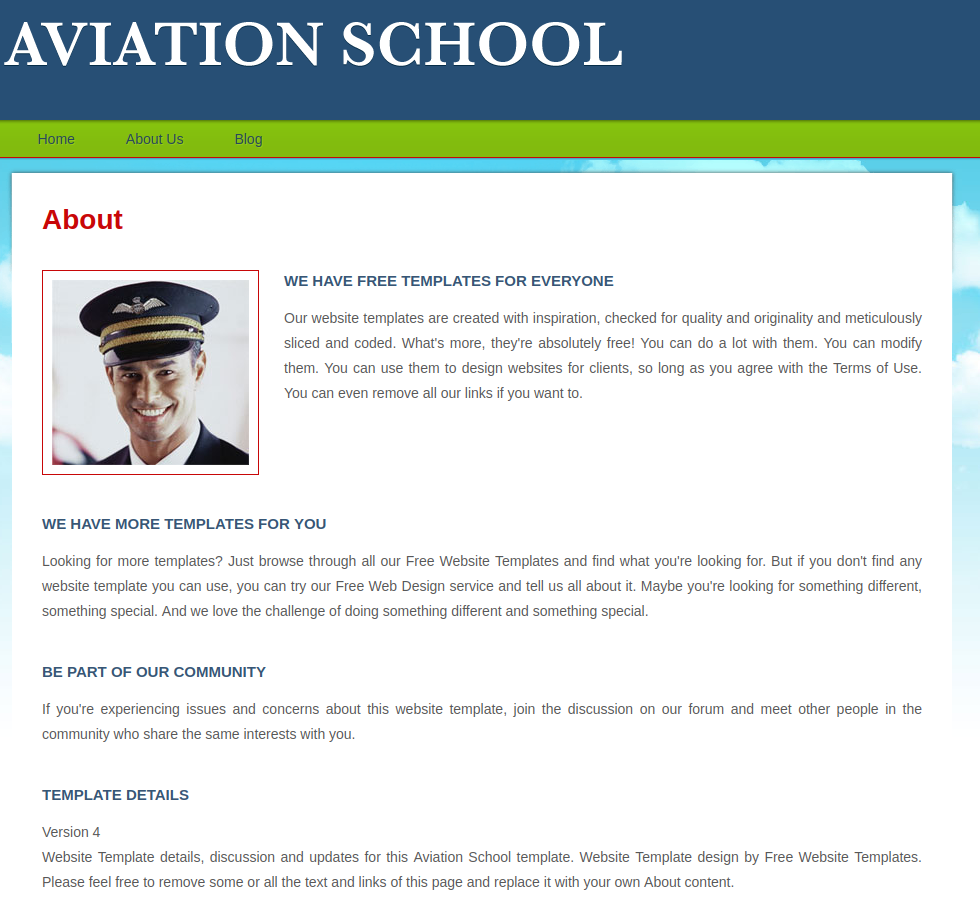 AVIATION SCHOOL
Home
About Us
Blog
About
WE HAVE FREE TEMPLATES FOR EVERYONE
Our website templates are created with inspiration, checked for quality and originality and meticulously
sliced and coded. What's more, they're absolutely free! You can do a lot with them. You can modify
them. You can use them to design websites for clients, so long as you agree with the Terms of Use.
You can even remove all our links if you want to.
WE HAVE MORE TEMPLATES FOR YOU
Looking for more templates? Just browse through all our Free Website Templates and find what you're looking for. But if you don't find any
website template you can use, you can try our Free Web Design service and tell us all about it. Maybe you're looking for something different,
something special. And we love the challenge of doing something different and something special.
BE PART OF OUR COMMUNITY
If you're experiencing issues and concerns about this website template, join the discussion on our forum and meet other people in the
community who share the same interests with you.
TEMPLATE DETAILS
Version 4
Website Template details, discussion and updates for this Aviation School template. Website Template design by Free Website Templates.
Please feel free to remove some or all the text and links of this page and replace it with your own About content.